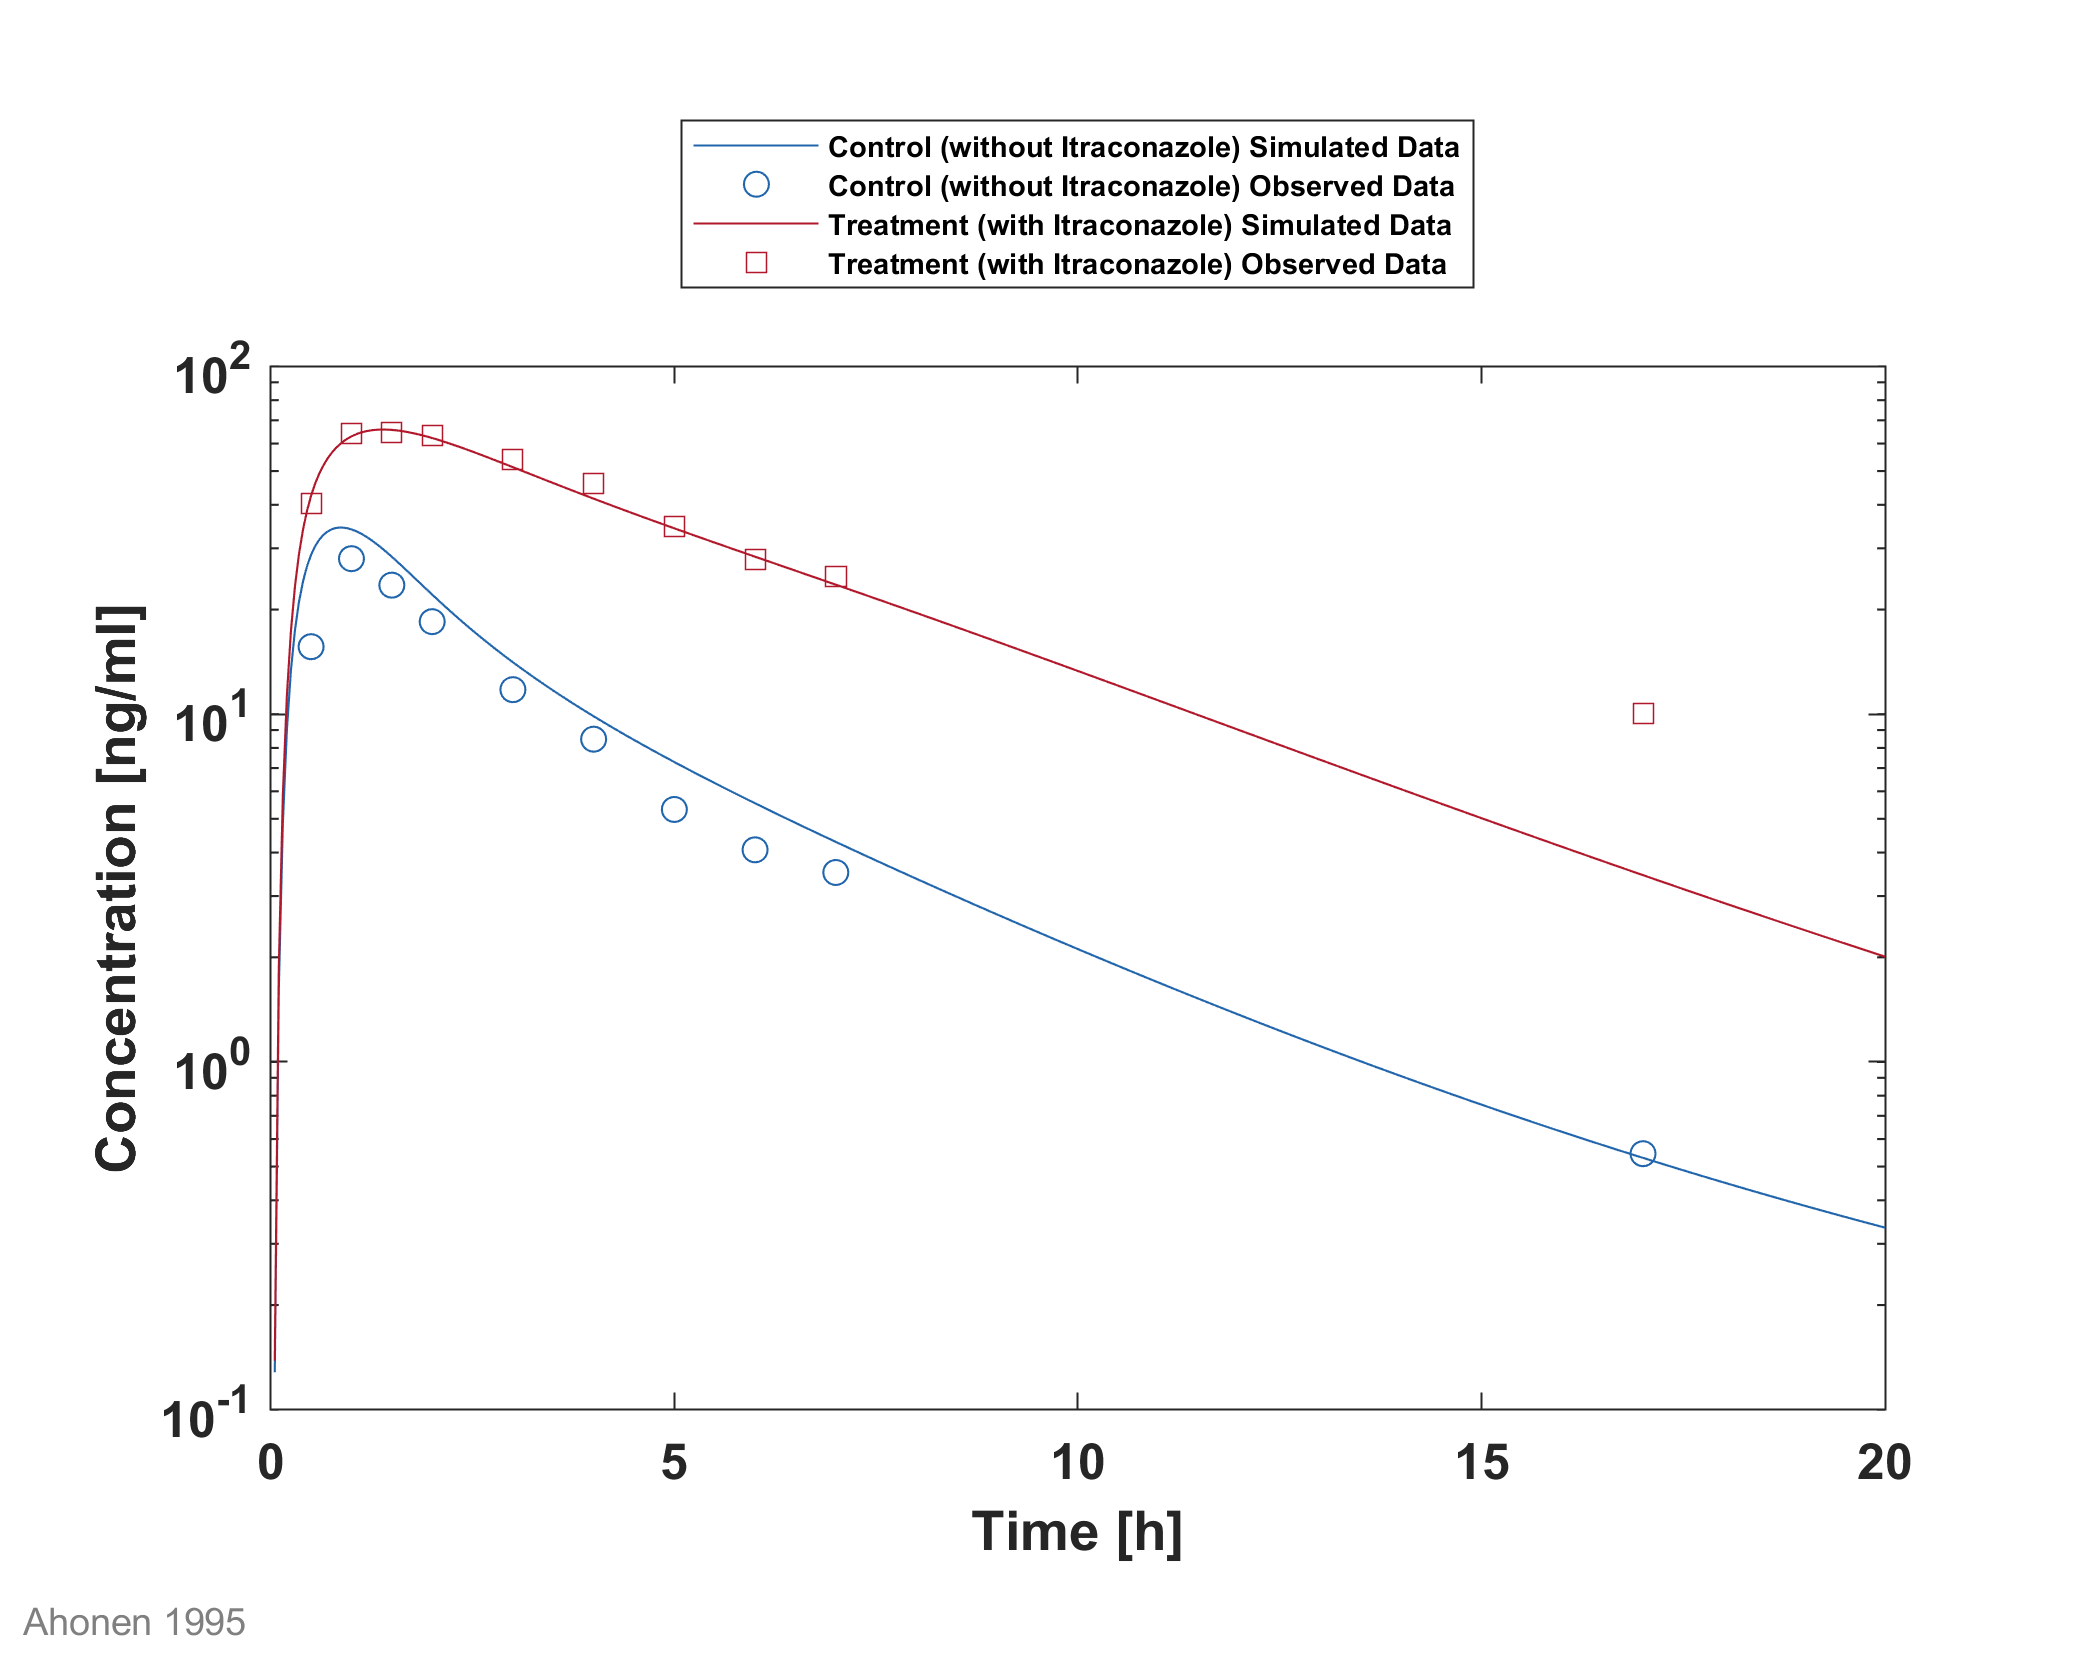 Control (without Itraconazole) Simulated Data
Control (without Itraconazole) Observed Data
Treatment (with Itraconazole) Simulated Data
Treatment (with Itraconazole) Observed Data
10^2
10^1
10^0
10^-1
Concentration [ng/ml]
0 5 10 15 20
Time [h]
Ahonen 1995